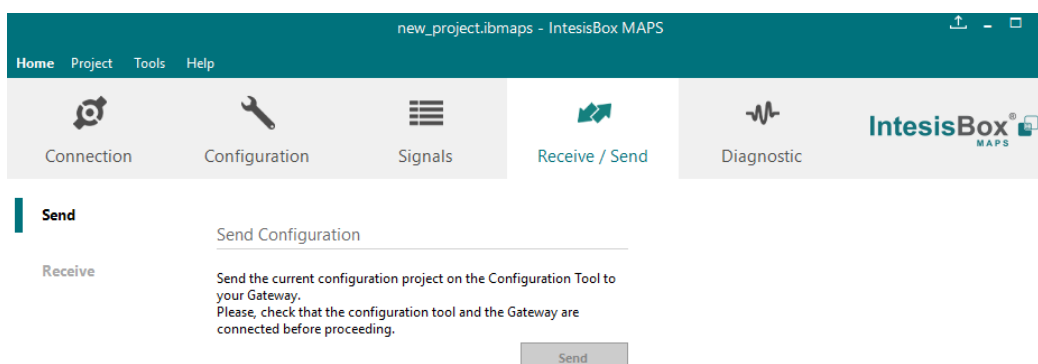 new_project.ibmaps - IntesisBox MAPS
Home Project Tools Help
Connection Configuration Signals Receive / Send Diagnostic IntesisBox® MAPS
Send
Send Configuration
Receive
Send the current configuration project on the Configuration Tool to
your Gateway.
Please, check that the configuration tool and the Gateway are
connected before proceeding.
Send